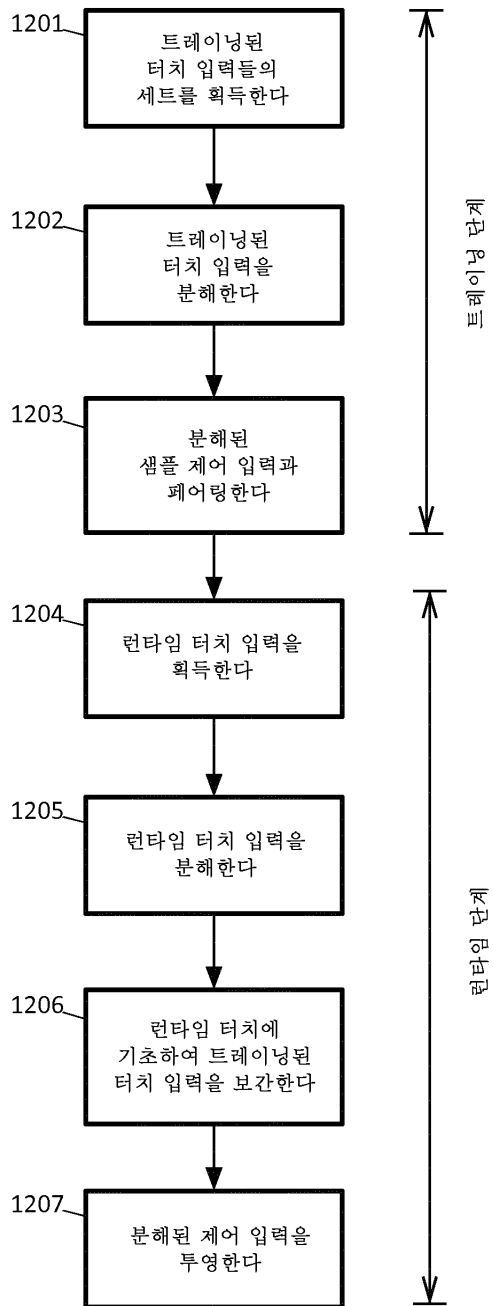 1201
트레이닝된
터치 입력들의
세트를 획득한다
1202
트레이닝된
터치 입력을
분해한다
1203
분해된
샘플 제어 입력과
페어링한다
트레이닝 단계
1204
런타임 터치 입력을
획득한다
1205
런타임 터치 입력을
분해한다
1206
런타임 터치에
기초하여 트레이닝된
터치 입력을 보간한다
1207
분해된 제어 입력을
투영한다
런타임 단계